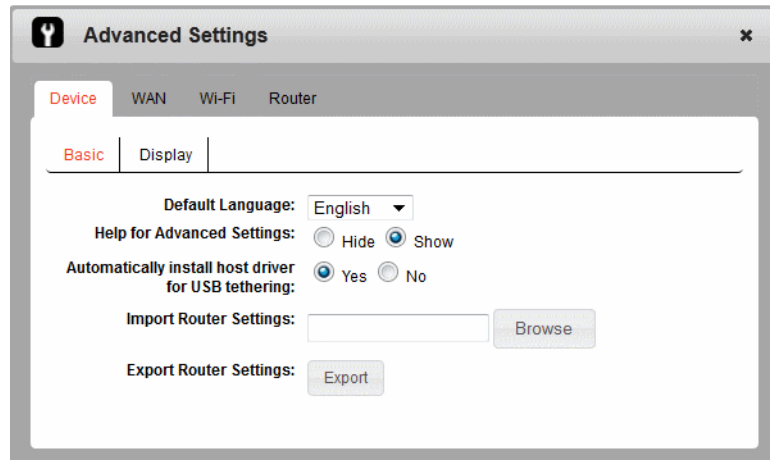 Advanced Settings
Device WAN Wi-Fi Router
Basic Display
Default Language: English
Help for Advanced Settings: Hide Show
Automatically install host driver
for USB tethering: Yes No
Import Router Settings: Browse
Export Router Settings: Export